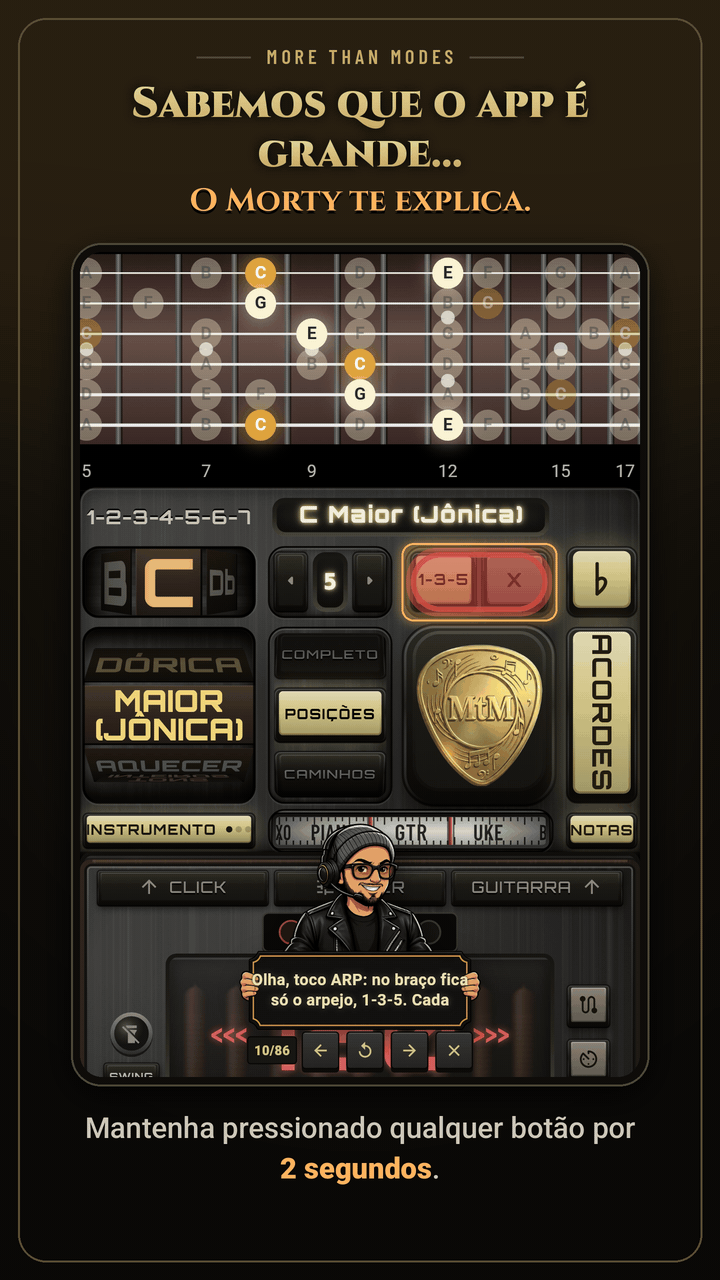 MORE THAN MODES
SABEMOS QUE O APP É
GRANDE...
O MORTY TE EXPLICA.
A B C D E F G A
E F G A B C D E
C D E F G A B C
G A B C D E F G
D E F G A B C D
A B C D E F G A
5 7 9 12 15 17
1-2-3-4-5-6-7 C Maior (Jônica)
B C Db 5 1-3-5 X ♭
DÓRICA
MAIOR
(JÔNICA)
AQUECER
COMPLETO
POSIÇÕES
CAMINHOS
MtM
ACORDES
INSTRUMENTO GTR UKE B NOTAS
↑ CLICK GUITARRA ↑
Olha, toco ARP: no braço fica
só o arpejo, 1-3-5. Cada
<<< >>>
10/86 ← → ×
SWING
Mantenha pressionado qualquer botão por
2 segundos.